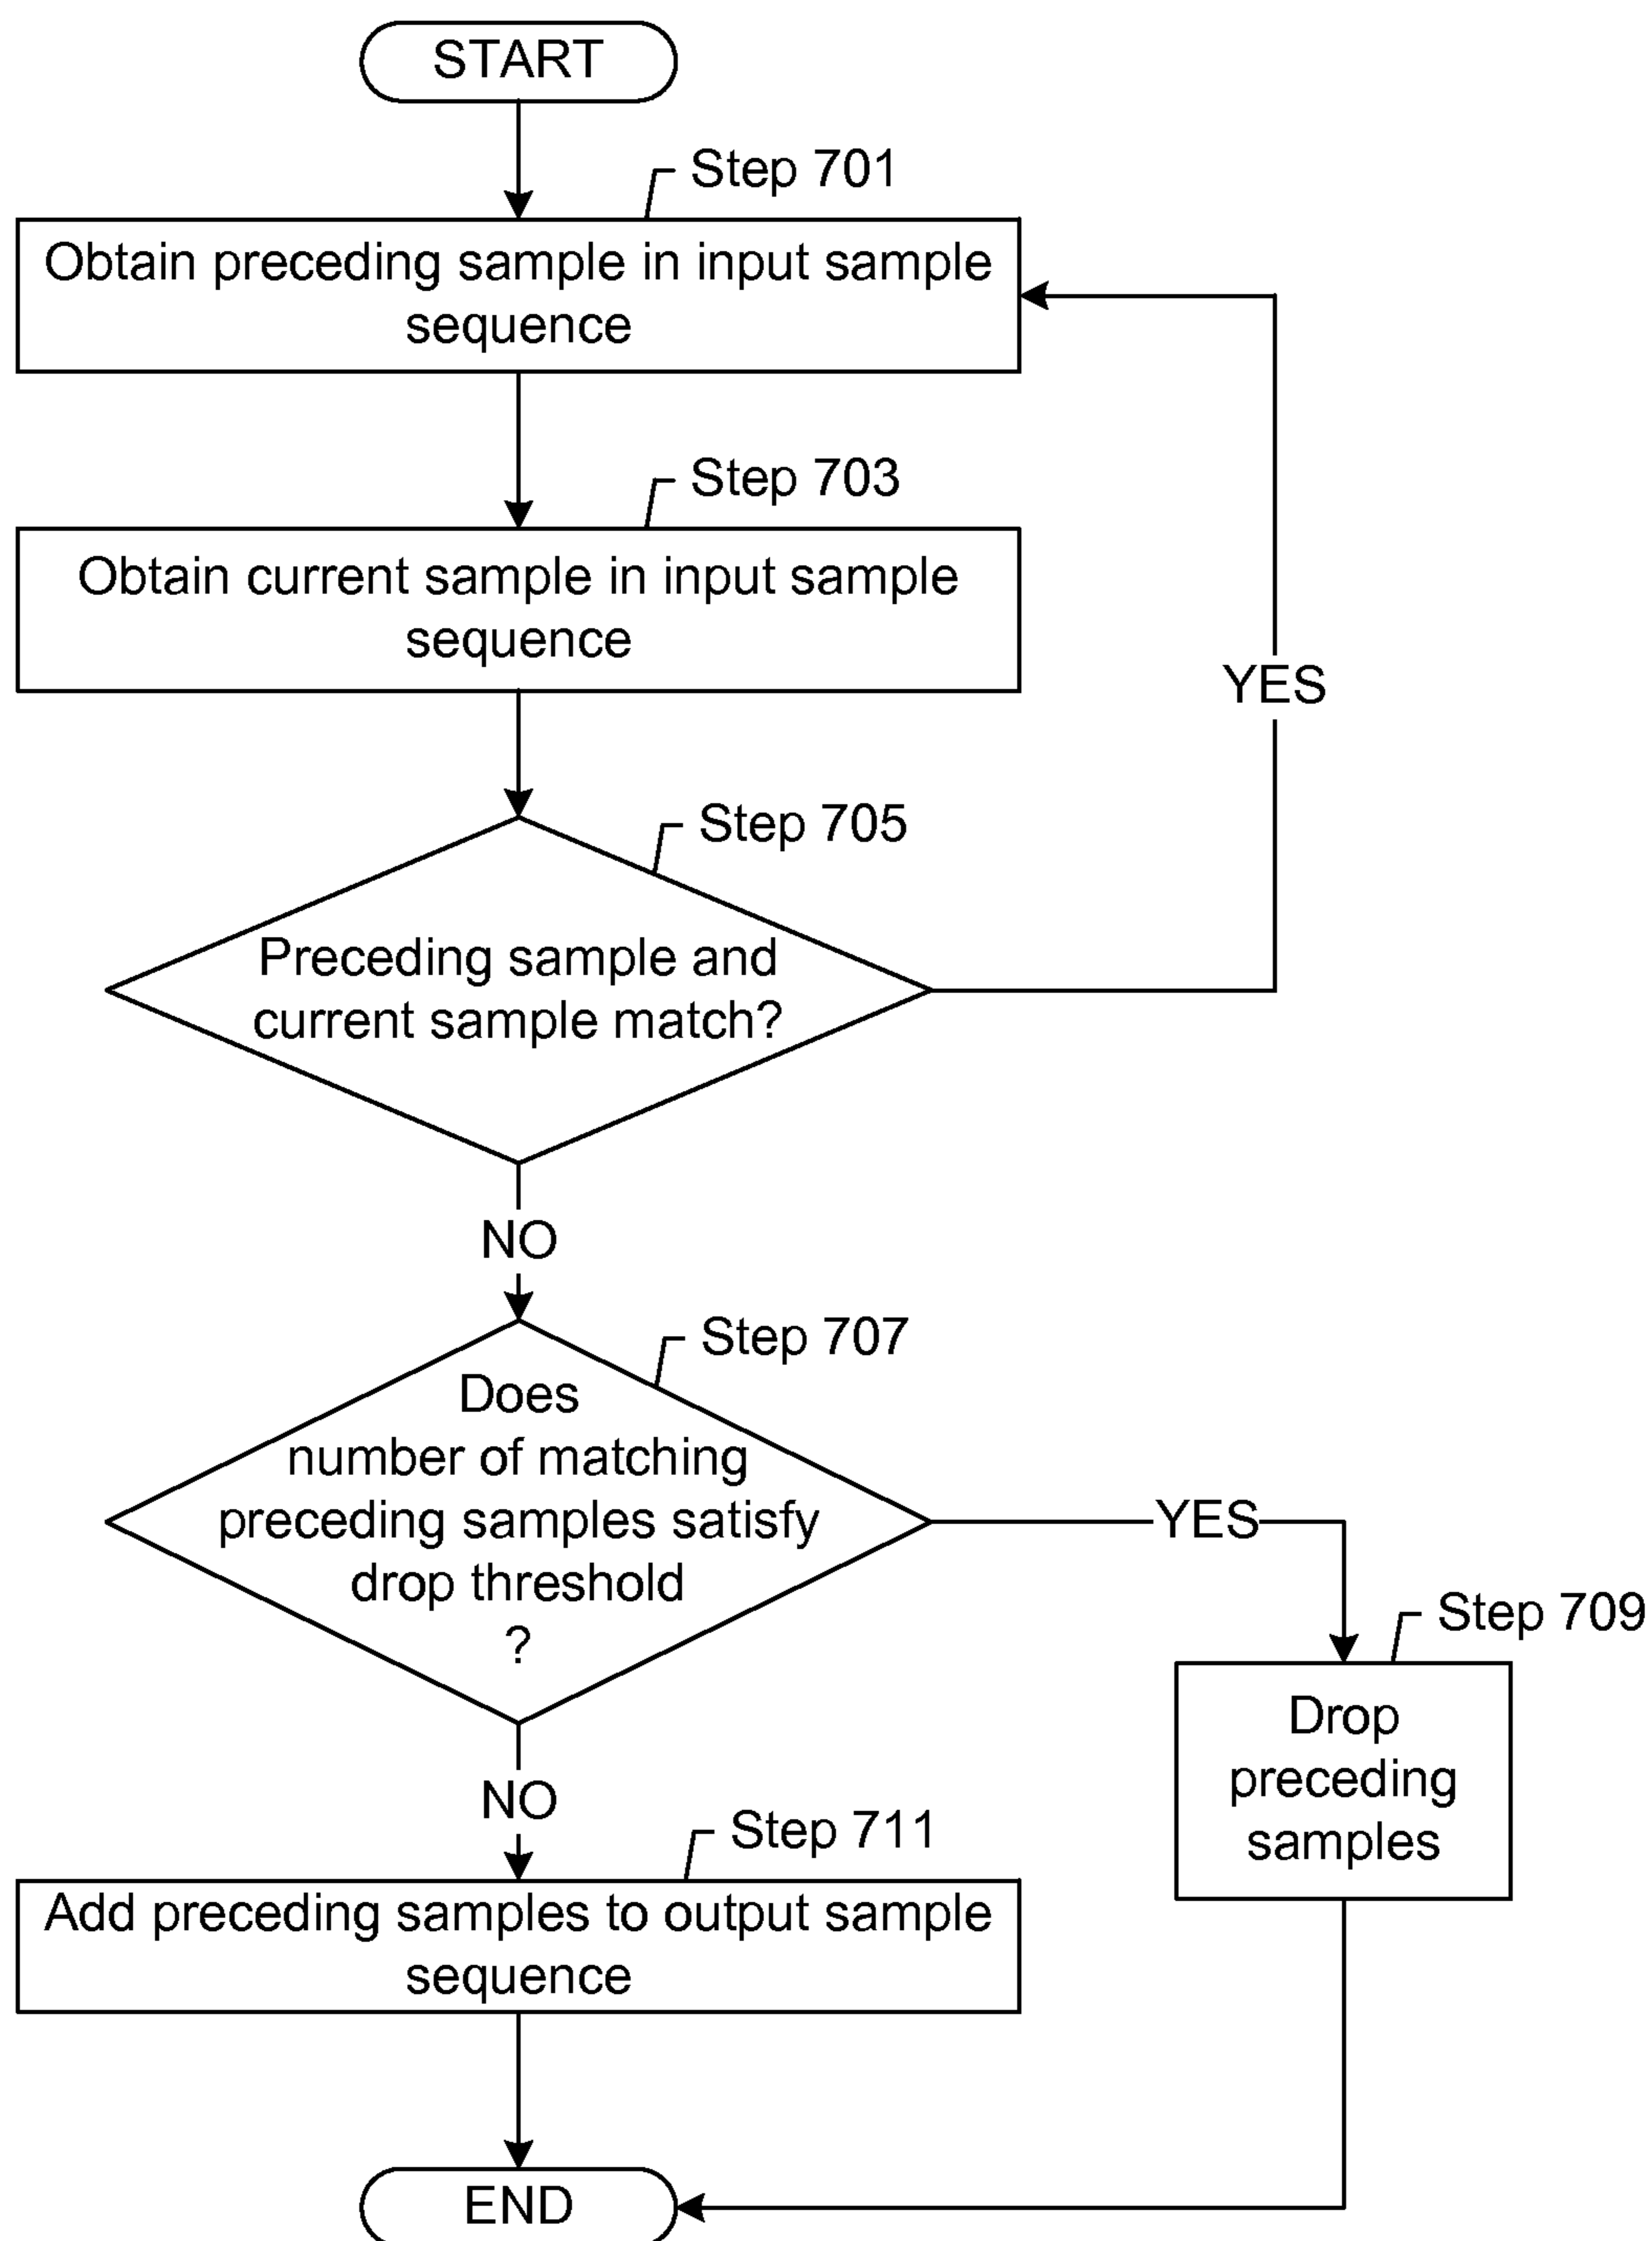 START
Step 701
Obtain preceding sample in input sample
sequence
Step 703
Obtain current sample in input sample
sequence
YES
Step 705
Preceding sample and
current sample match?
NO
Step 707
Does
number of matching
preceding samples satisfy
drop threshold
?
YES
Step 709
Drop
preceding
samples
NO
Step 711
Add preceding samples to output sample
sequence
END